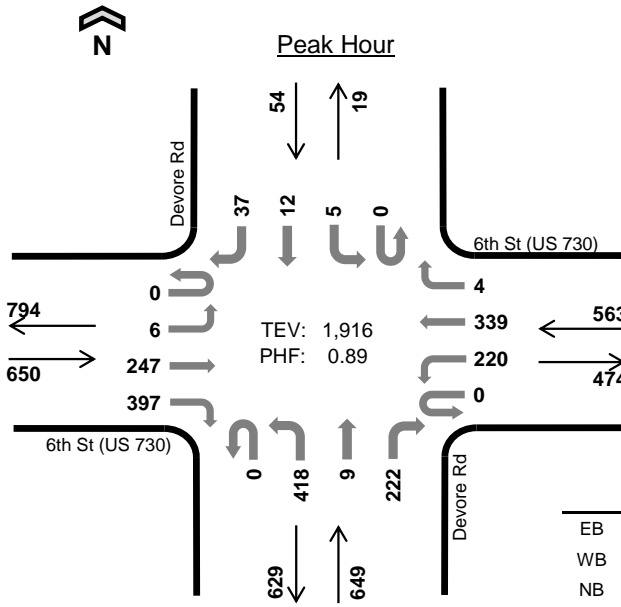 N
Peak Hour
54
19
Devore Rd
37
12
5
0
6th St (US 730)
794
650
0
6
247
397
TEV: 1,916
PHF: 0.89
4
339
220
0
563
474
6th St (US 730)
0
418
9
222
Devore Rd
629
649
EB
WB
NB